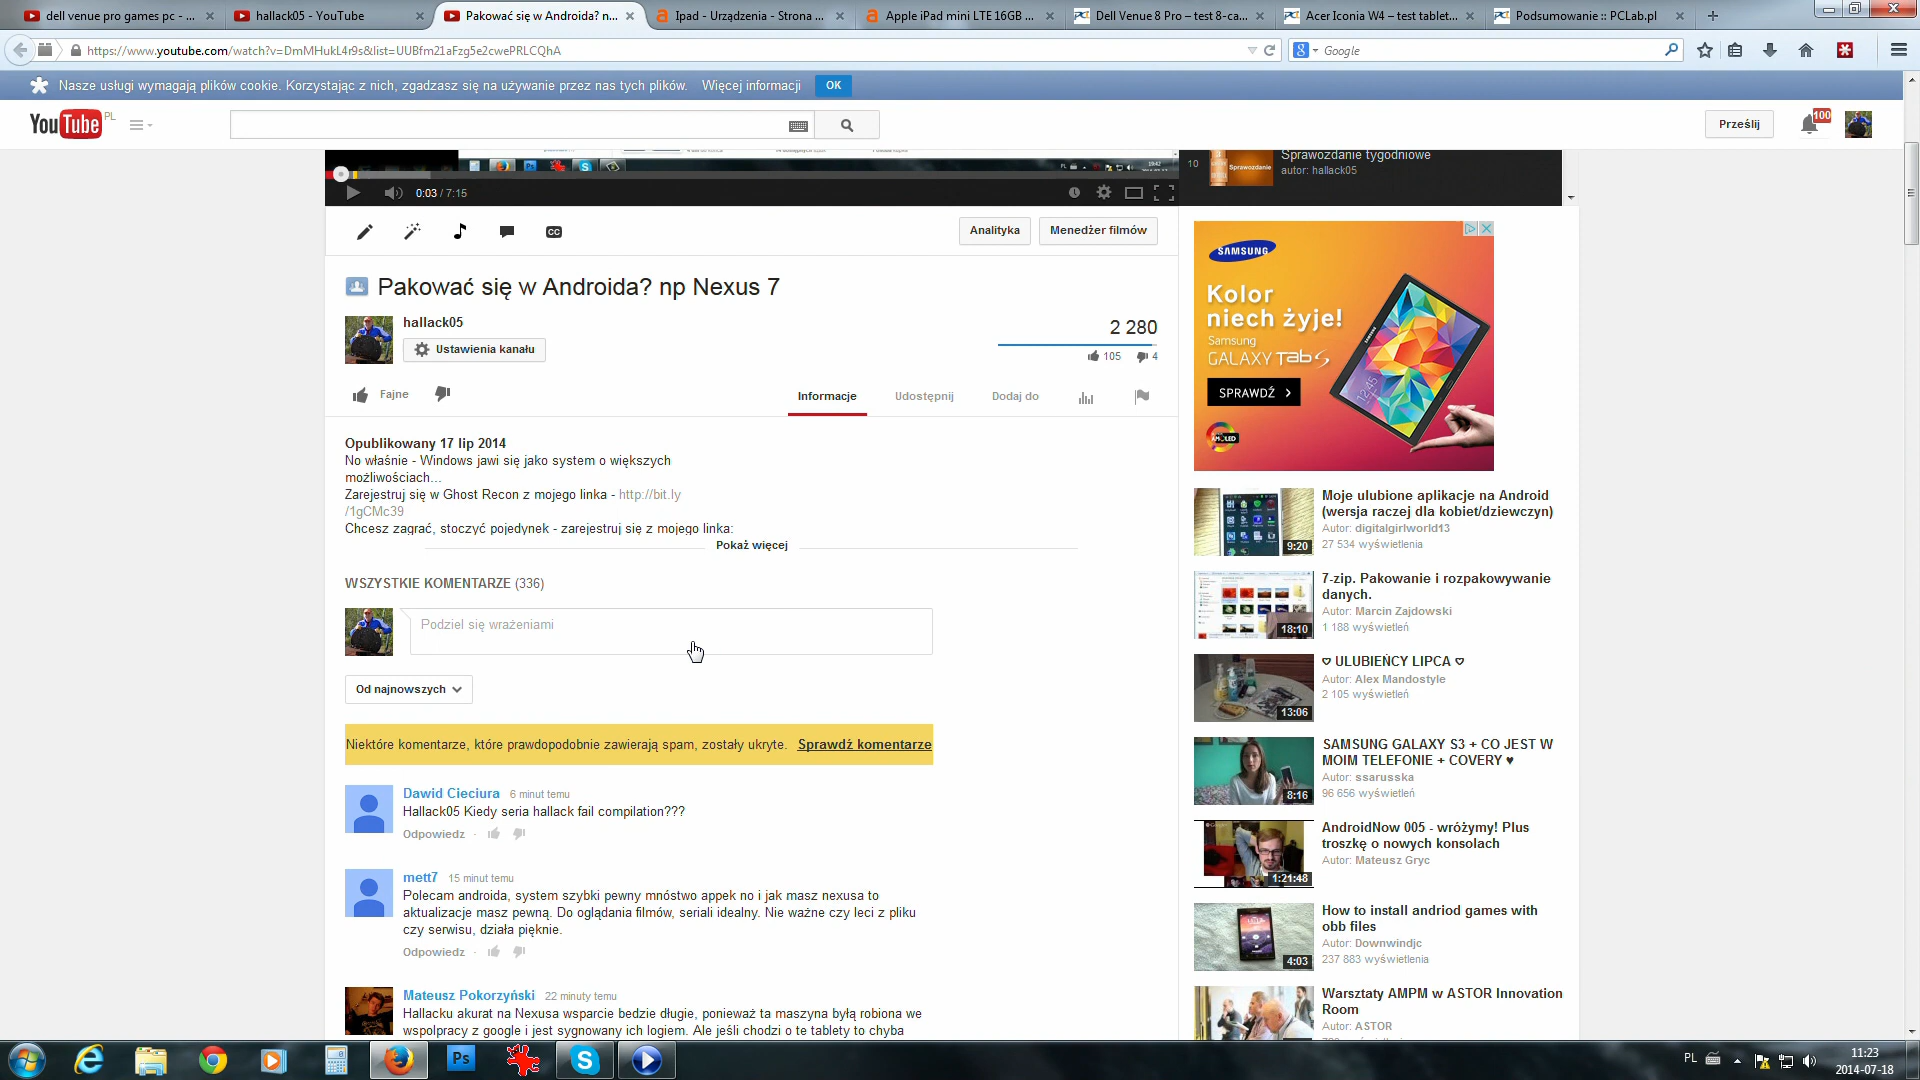 dell venue pro games pc - ...
hallack05 - YouTube
Pakować się w Androida? n...
Ipad - Urządzenia - Strona ...
Apple iPad mini LTE 16GB ...
Dell Venue 8 Pro – test 8-ca...
Acer Iconia W4 – test tablet...
Podsumowanie :: PCLab.pl
https://www.youtube.com/watch?v=DmMHukL4r9s&list=UUBfm21aFzg5e2cwePRLCQhA
Google
Nasze usługi wymagają plików cookie. Korzystając z nich, zgadzasz się na używanie przez nas tych plików. Więcej informacji OK
YouTube PL
Prześlij
100
10
Sprawozdanie
Sprawozdanie tygodniowe
autor: hallack05
0:03 / 7:15
CC
Analityka
Menedżer filmów
Pakować się w Androida? np Nexus 7
hallack05
Ustawienia kanału
2 280
105 4
Fajne
Informacje
Udostępnij
Dodaj do
Opublikowany 17 lip 2014
No właśnie - Windows jawi się jako system o większych
możliwościach...
Zarejestruj się w Ghost Recon z mojego linka - http://bit.ly
/1gCMc39
Chcesz zagrać, stoczyć pojedynek - zarejestruj się z mojego linka:
Pokaż więcej
WSZYSTKIE KOMENTARZE (336)
Podziel się wrażeniami
Od najnowszych
Niektóre komentarze, które prawdopodobnie zawierają spam, zostały ukryte. Sprawdź komentarze
Dawid Cieciura 6 minut temu
Hallack05 Kiedy seria hallack fail compilation???
Odpowiedz ·
mett7 15 minut temu
Polecam androida, system szybki pewny mnóstwo appek no i jak masz nexusa to
aktualizacje masz pewną. Do oglądania filmów, seriali idealny. Nie ważne czy leci z pliku
czy serwisu, działa pięknie.
Odpowiedz ·
Mateusz Pokorzyński 22 minuty temu
Hallacku akurat na Nexusa wsparcie bedzie długie, ponieważ ta maszyna byłą robiona we
wspolpracy z google i jest sygnowany ich logiem. Ale jeśli chodzi o te tablety to chyba
SAMSUNG
Kolor
niech żyje!
Samsung
GALAXY Tab S
SPRAWDŹ >
AMOLED
12:45
9:20
Moje ulubione aplikacje na Android
(wersja raczej dla kobiet/dziewczyn)
Autor: digitalgirlworld13
27 534 wyświetlenia
18:10
7-zip. Pakowanie i rozpakowywanie
danych.
Autor: Marcin Zajdowski
1 188 wyświetleń
13:06
♡ ULUBIEŃCY LIPCA ♡
Autor: Alex Mandostyle
2 105 wyświetleń
8:16
SAMSUNG GALAXY S3 + CO JEST W
MOIM TELEFONIE + COVERY ♥
Autor: ssarusska
96 656 wyświetleń
1:21:48
AndroidNow 005 - wróżymy! Plus
troszkę o nowych konsolach
Autor: Mateusz Gryc
4:03
How to install andriod games with
obb files
Autor: Downwindjc
237 883 wyświetlenia
Warsztaty AMPM w ASTOR Innovation
Room
Autor: ASTOR
Ps
PL
11:23
2014-07-18